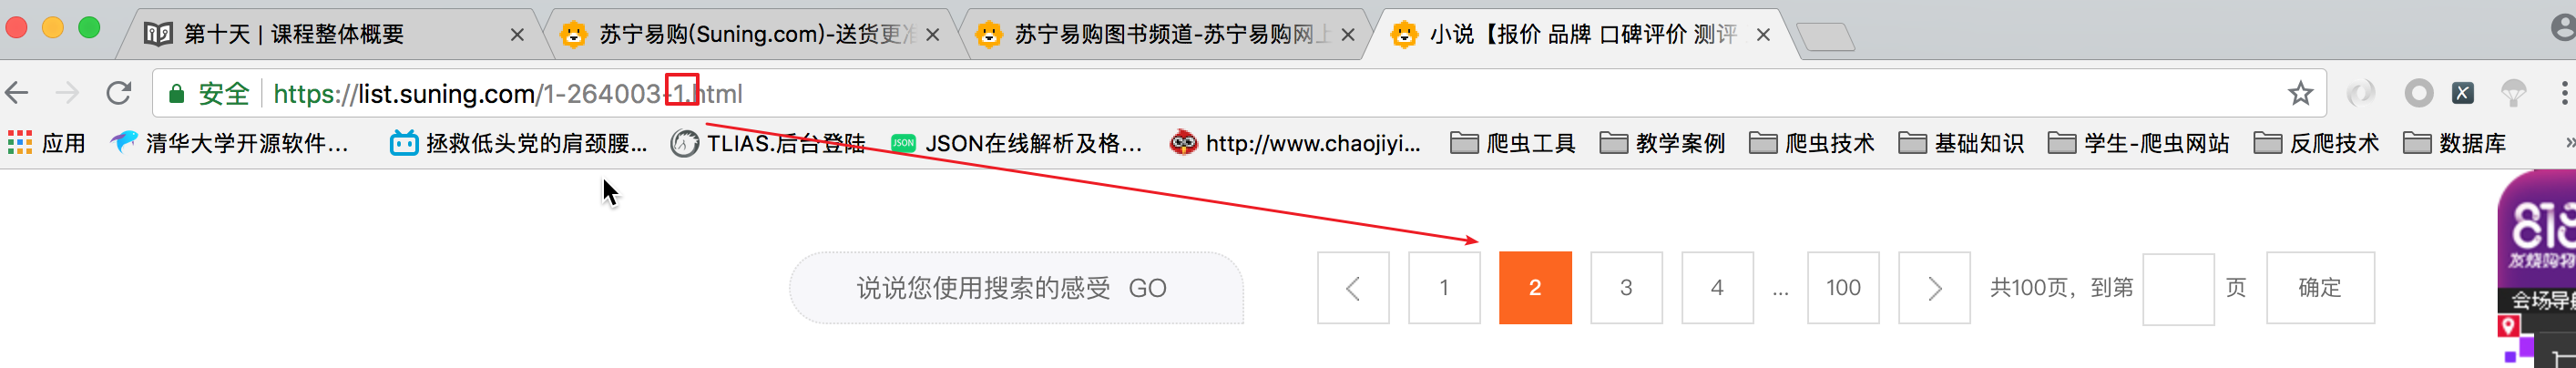 第十天 | 课程整体概要
苏宁易购(Suning.com)-送货更准
苏宁易购图书频道-苏宁易购网上
小说【报价 品牌 口碑评价 测评
安全 https://list.suning.com/1-264003-1.html
应用 清华大学开源软件... 拯救低头党的肩颈腰... TLIAS.后台登陆 JSON在线解析及格... http://www.chaojiyi... 爬虫工具 教学案例 爬虫技术 基础知识 学生-爬虫网站 反爬技术 数据库 »
818
发烧购物
会场导航
说说您使用搜索的感受 GO
< 1 2 3 4 ... 100 > 共100页，到第 页 确定